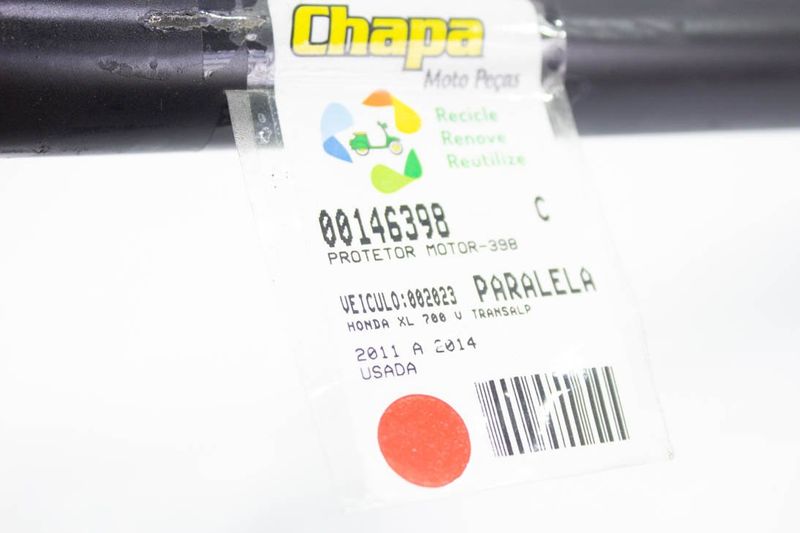 Chapa
Moto Peças
Recicle
Renove
Reutilize
00146398 C
PROTETOR MOTOR-398
VEICULO:002023 PARALELA
HONDA XL 700 V TRANSALP
2011 A 2014
USADA